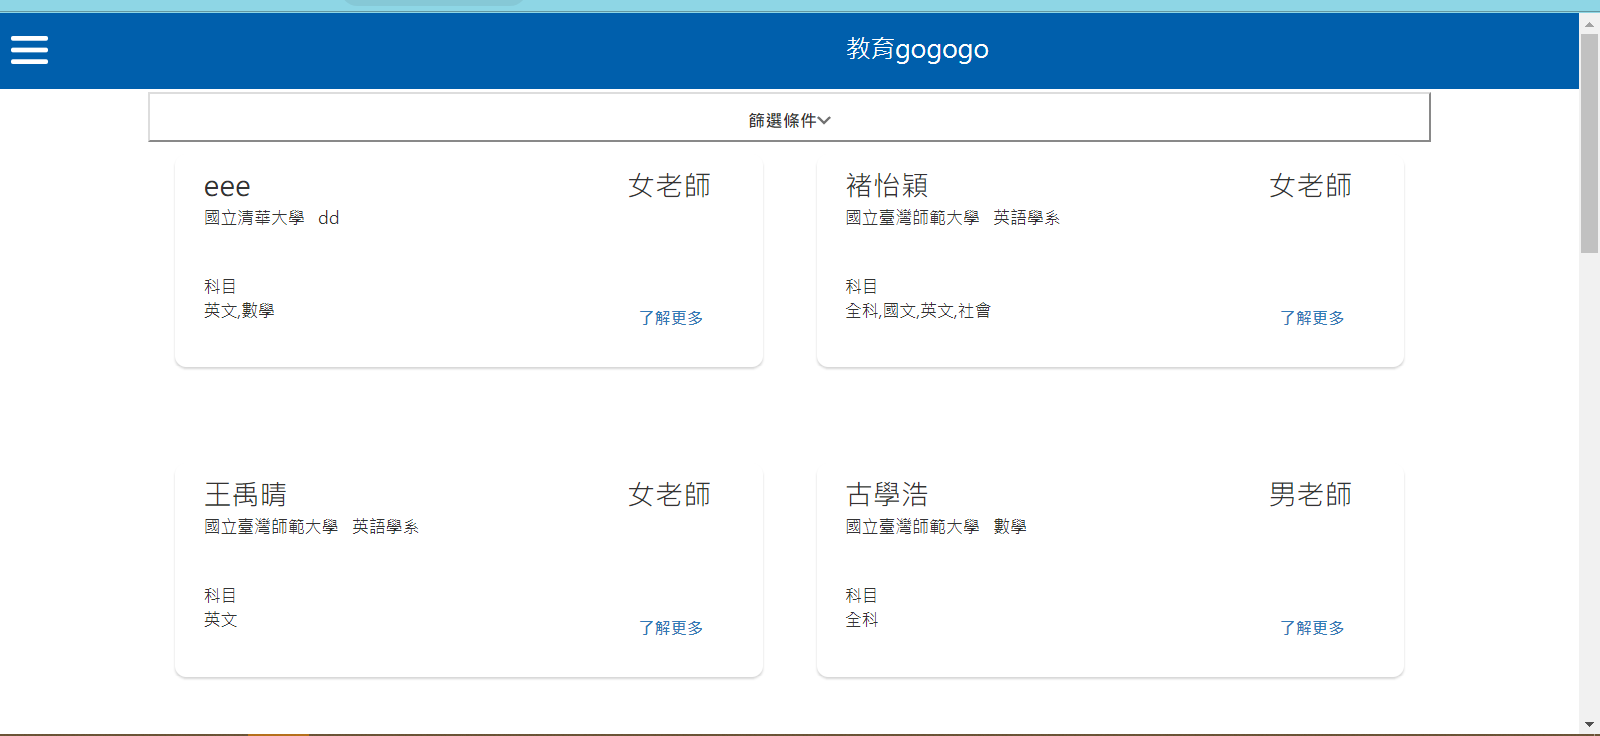 教育gogogo
篩選條件
eee 女老師
國立清華大學 dd
科目
英文,數學
了解更多
褚怡穎 女老師
國立臺灣師範大學 英語學系
科目
全科,國文,英文,社會
了解更多
王禹晴 女老師
國立臺灣師範大學 英語學系
科目
英文
了解更多
古學浩 男老師
國立臺灣師範大學 數學
科目
全科
了解更多